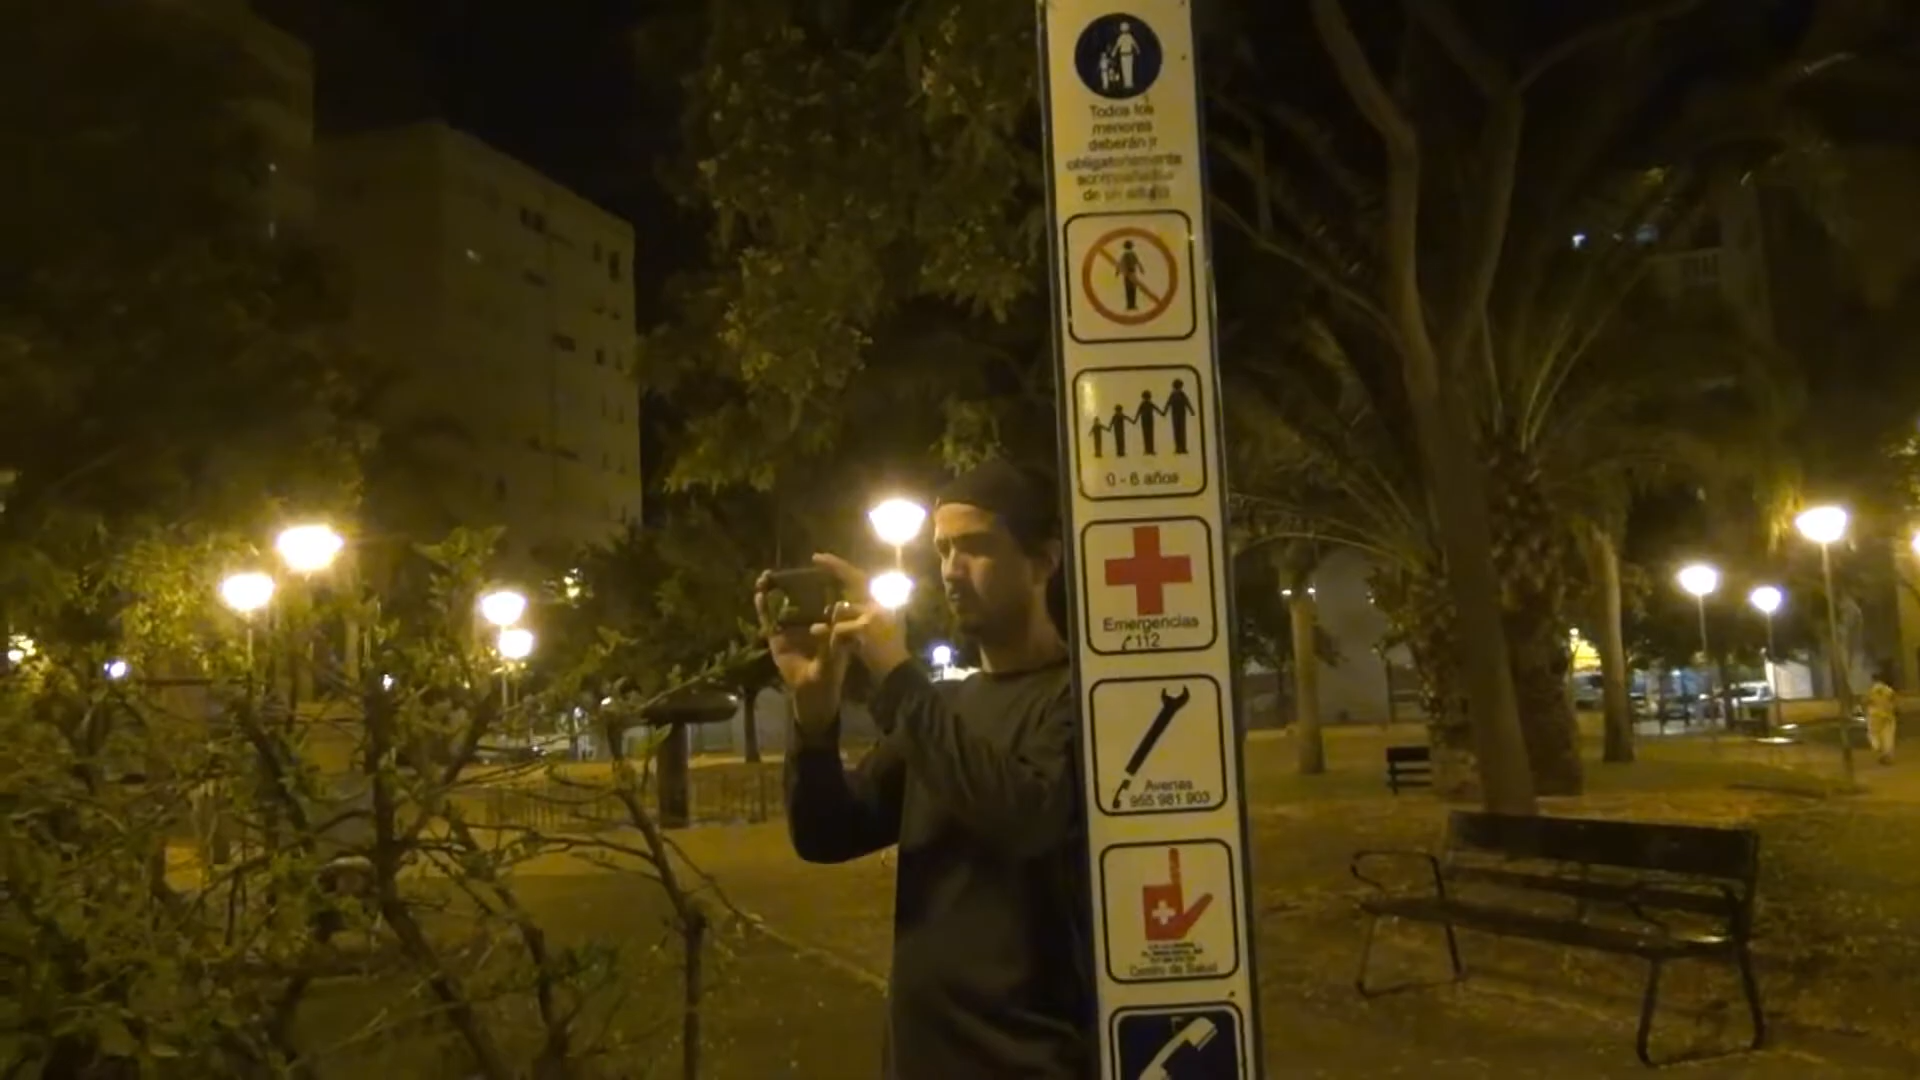 Todos los
menores
deberán ir
obligatoriamente
acompañados
de un adulto
0 - 6 años
Emergencias
112
Averias
955 981 903
Centro de Salud